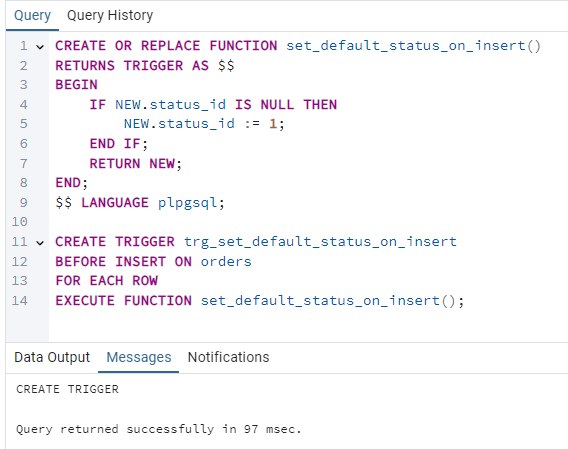 Query Query History
1 CREATE OR REPLACE FUNCTION set_default_status_on_insert()
2 RETURNS TRIGGER AS $$
3 BEGIN
4     IF NEW.status_id IS NULL THEN
5         NEW.status_id := 1;
6     END IF;
7     RETURN NEW;
8 END;
9 $$ LANGUAGE plpgsql;
10
11 CREATE TRIGGER trg_set_default_status_on_insert
12 BEFORE INSERT ON orders
13 FOR EACH ROW
14 EXECUTE FUNCTION set_default_status_on_insert();
Data Output Messages Notifications
CREATE TRIGGER
Query returned successfully in 97 msec.